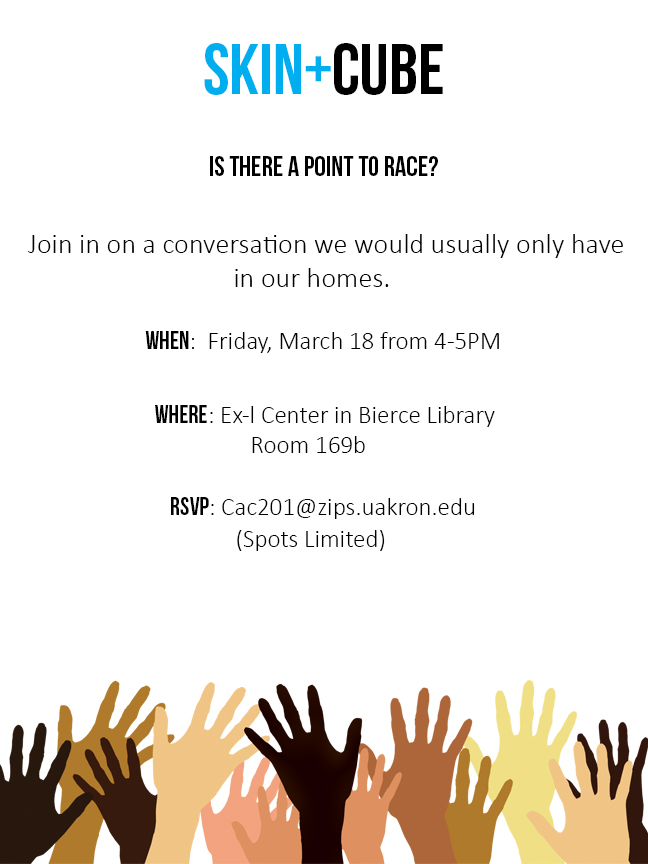 SKIN+CUBE
IS THERE A POINT TO RACE?
Join in on a conversation we would usually only have
in our homes.
WHEN: Friday, March 18 from 4-5PM
WHERE: Ex-l Center in Bierce Library
Room 169b
RSVP: Cac201@zips.uakron.edu
(Spots Limited)